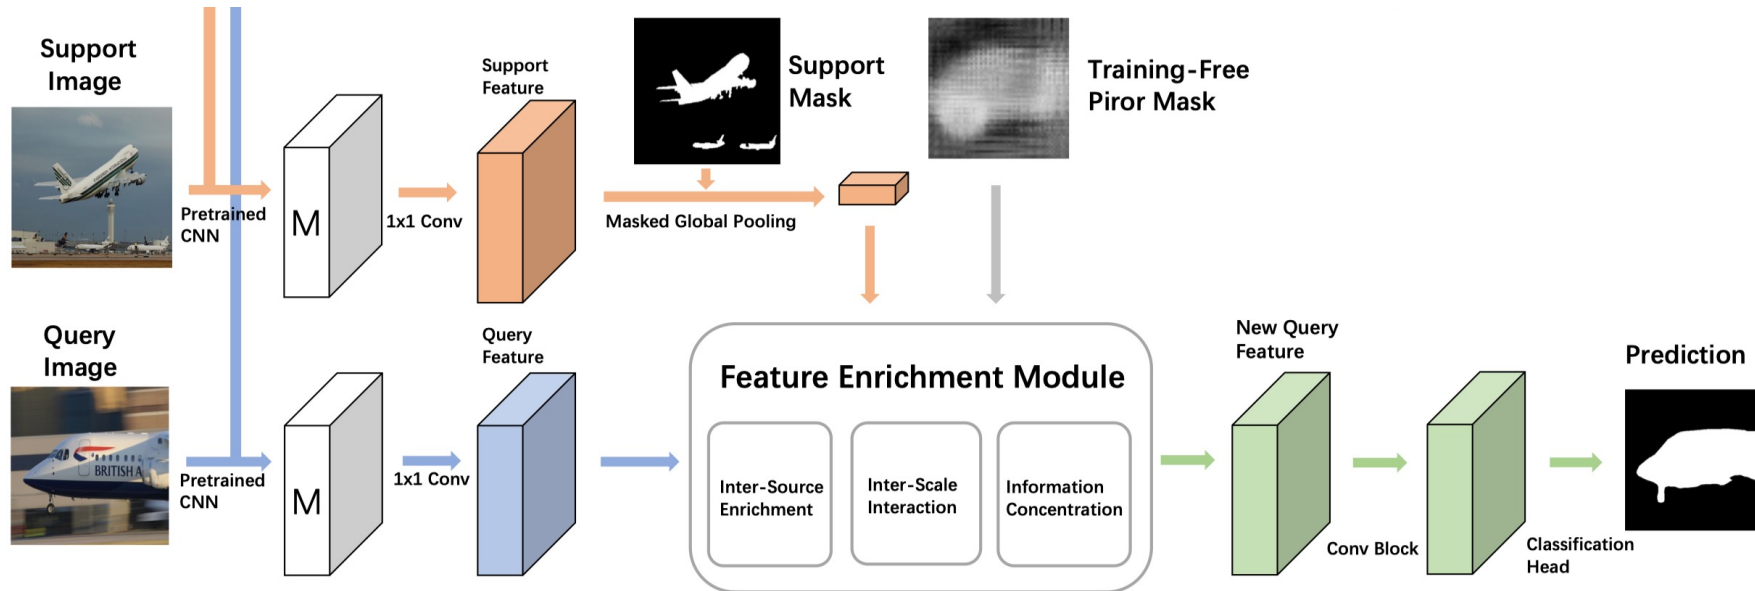 Support
Image
Pretrained
CNN
M
1x1 Conv
Support
Feature
Masked Global Pooling
Support
Mask
Training-Free
Piror Mask
Query
Image
BRITISH A
Pretrained
CNN
M
1x1 Conv
Query
Feature
Feature Enrichment Module
Inter-Source
Enrichment
Inter-Scale
Interaction
Information
Concentration
New Query
Feature
Conv Block
Classification
Head
Prediction